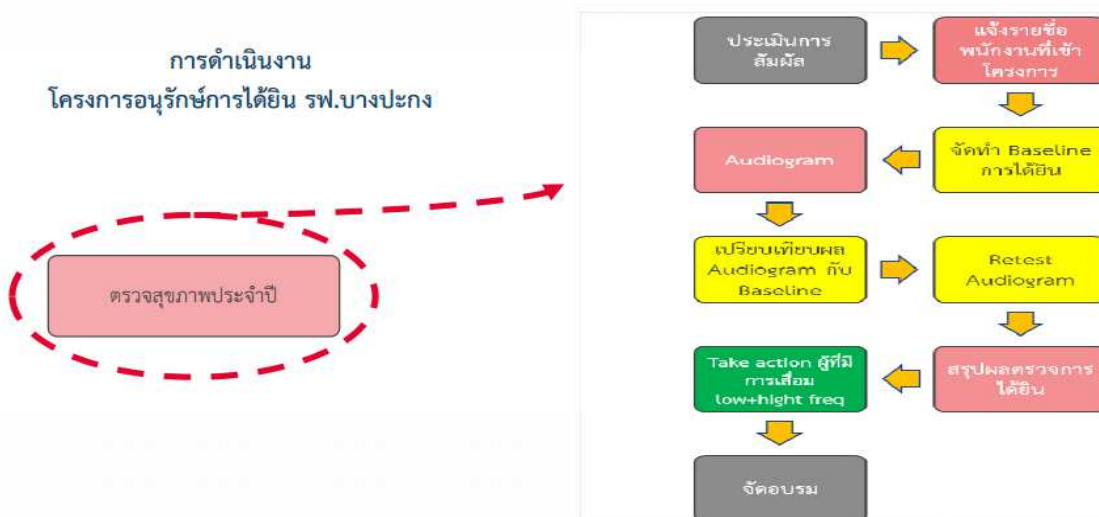 การดำเนินงาน
โครงการอนุรักษ์การได้ยิน รฟ.บางปะกง
ตรวจสุขภาพประจำปี
ประเมินการ
สัมผัส
แจ้งรายชื่อ
พนักงานที่เข้า
โครงการ
จัดทำ Baseline
การได้ยิน
Audiogram
เปรียบเทียบผล
Audiogram กับ
Baseline
Retest
Audiogram
สรุปผลตรวจการ
ได้ยิน
Take action ผู้ที่มี
การเสื่อม
low+hight freq
จัดอบรม